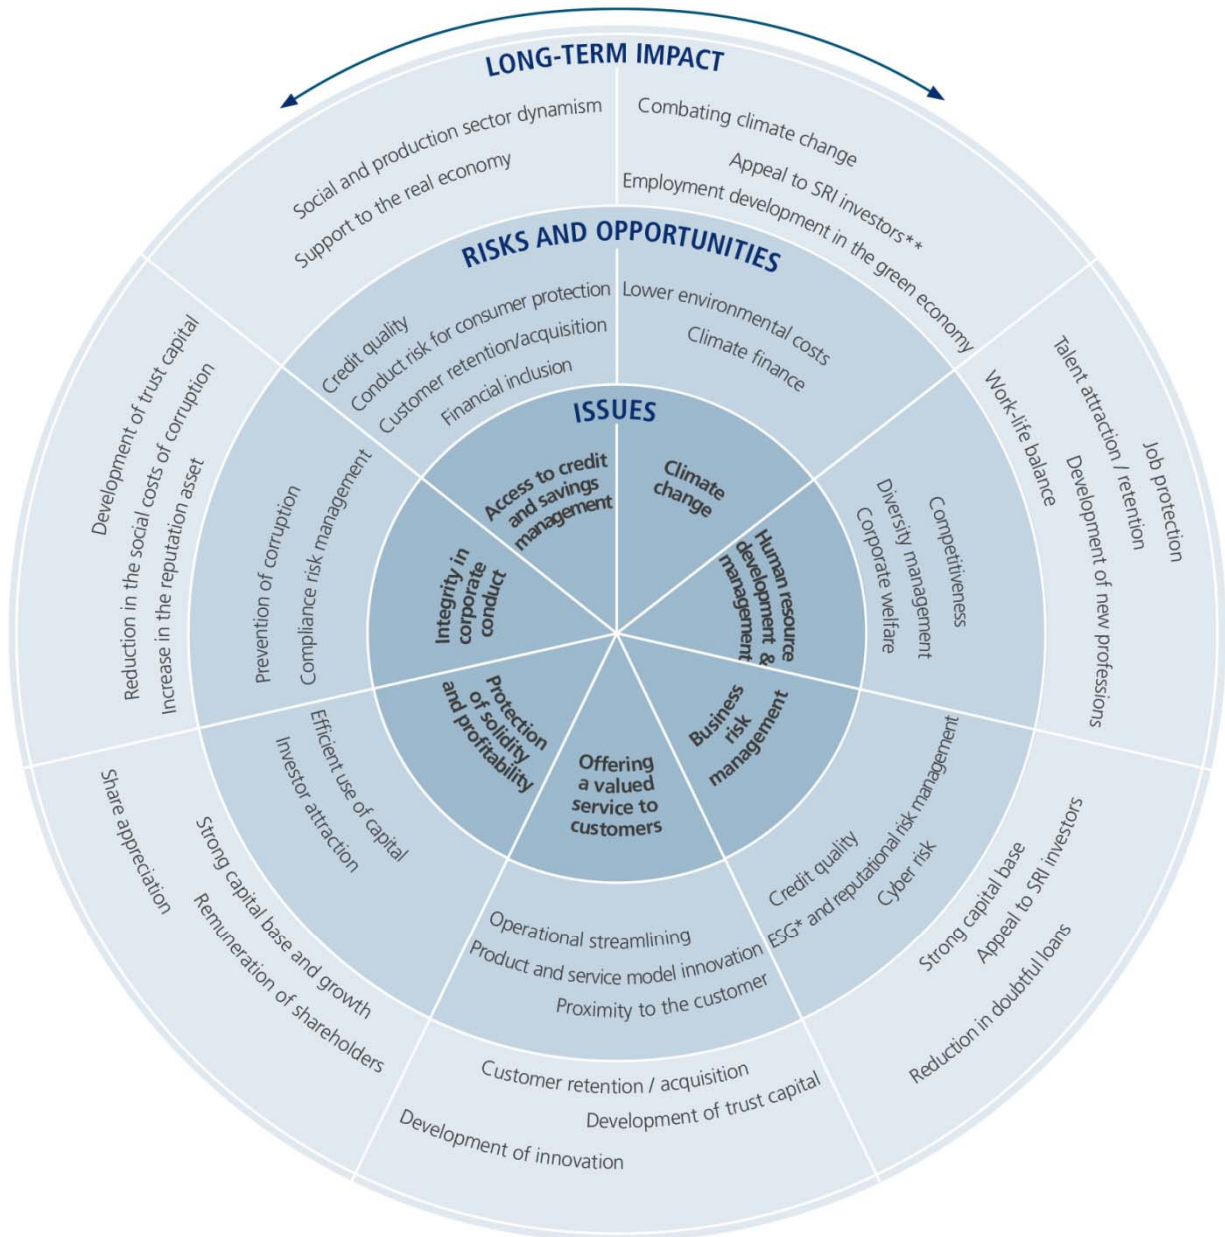 LONG-TERM IMPACT
Social and production sector dynamism
Support to the real economy
Combating climate change
Appeal to SRI investors**
Employment development in the green economy
RISKS AND OPPORTUNITIES
Credit quality
Conduct risk for consumer protection
Customer retention/acquisition
Financial inclusion
Lower environmental costs
Climate finance
ISSUES
Access to credit
and savings
management
Climate
change
Human resource
development &
management
Competitiveness
Diversity management
Corporate welfare
Job protection
Talent attraction / retention
Development of new professions
Work-life balance
Business
risk
management
Credit quality
ESG* and reputational risk management
Cyber risk
Strong capital base
Appeal to SRI investors
Reduction in doubtful loans
Offering
a valued
service to
customers
Operational streamlining
Product and service model innovation
Proximity to the customer
Customer retention / acquisition
Development of trust capital
Development of innovation
Protection
of solidity
and profitability
Efficient use of capital
Investor attraction
Strong capital base and growth
Remuneration of shareholders
Share appreciation
Integrity in
corporate
conduct
Prevention of corruption
Compliance risk management
Development of trust capital
Reduction in the social costs of corruption
Increase in the reputation asset